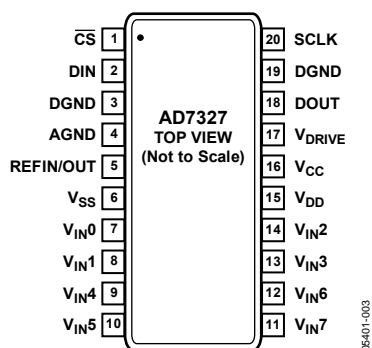 C̅S̅ 1
DIN 2
DGND 3
AGND 4
REFIN/OUT 5
VSS 6
VIN0 7
VIN1 8
VIN4 9
VIN5 10
AD7327
TOP VIEW
(Not to Scale)
20 SCLK
19 DGND
18 DOUT
17 VDRIVE
16 VCC
15 VDD
14 VIN2
13 VIN3
12 VIN6
11 VIN7
05401-003